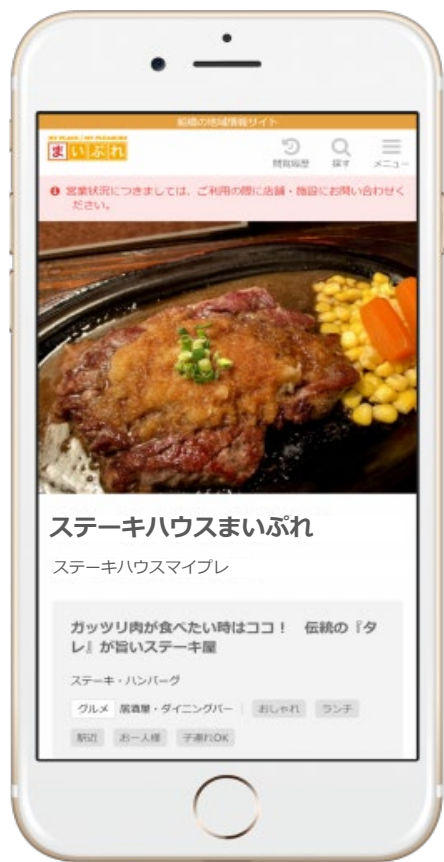 船橋の地域情報サイト
MY PLACE / MY PLEASURE
まいぷれ
閲覧履歴
探す
メニュー
営業状況につきましては、ご利用の際に店舗・施設にお問い合わせく
ださい。
ステーキハウスまいぷれ
ステーキハウスマイプレ
ガッツリ肉が食べたい時はココ！　伝統の『タ
レ』が旨いステーキ屋
ステーキ・ハンバーグ
グルメ 居酒屋・ダイニングバー おしゃれ ランチ
駅近 お一人様 子連れOK